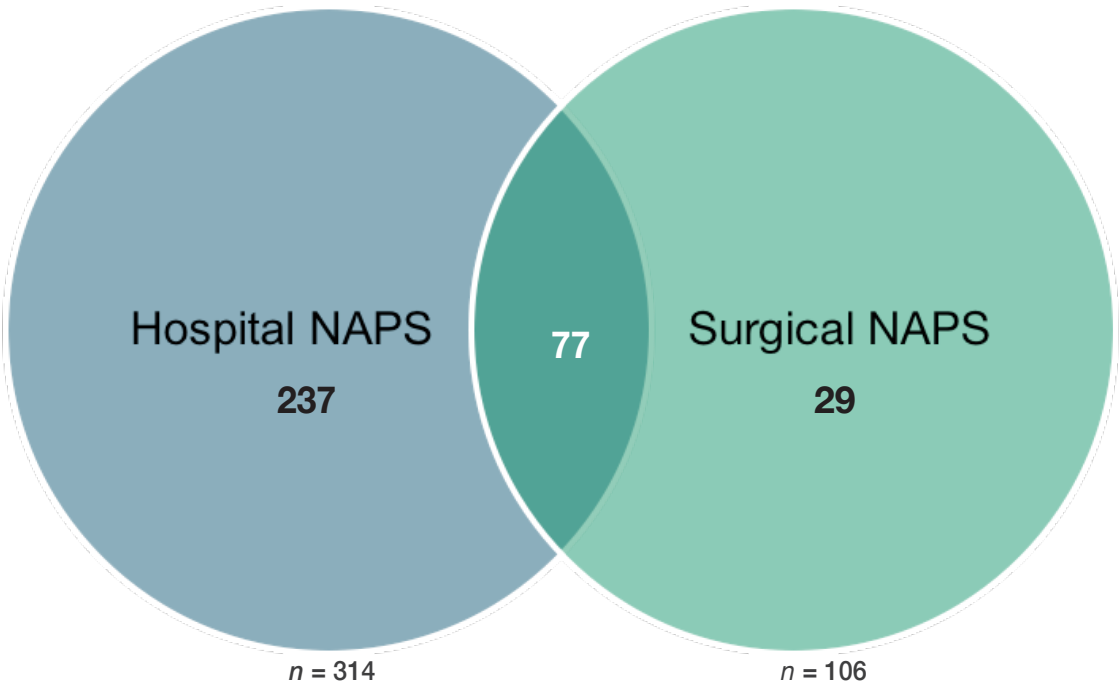 Hospital NAPS
237
77
Surgical NAPS
29
n = 314
n = 106